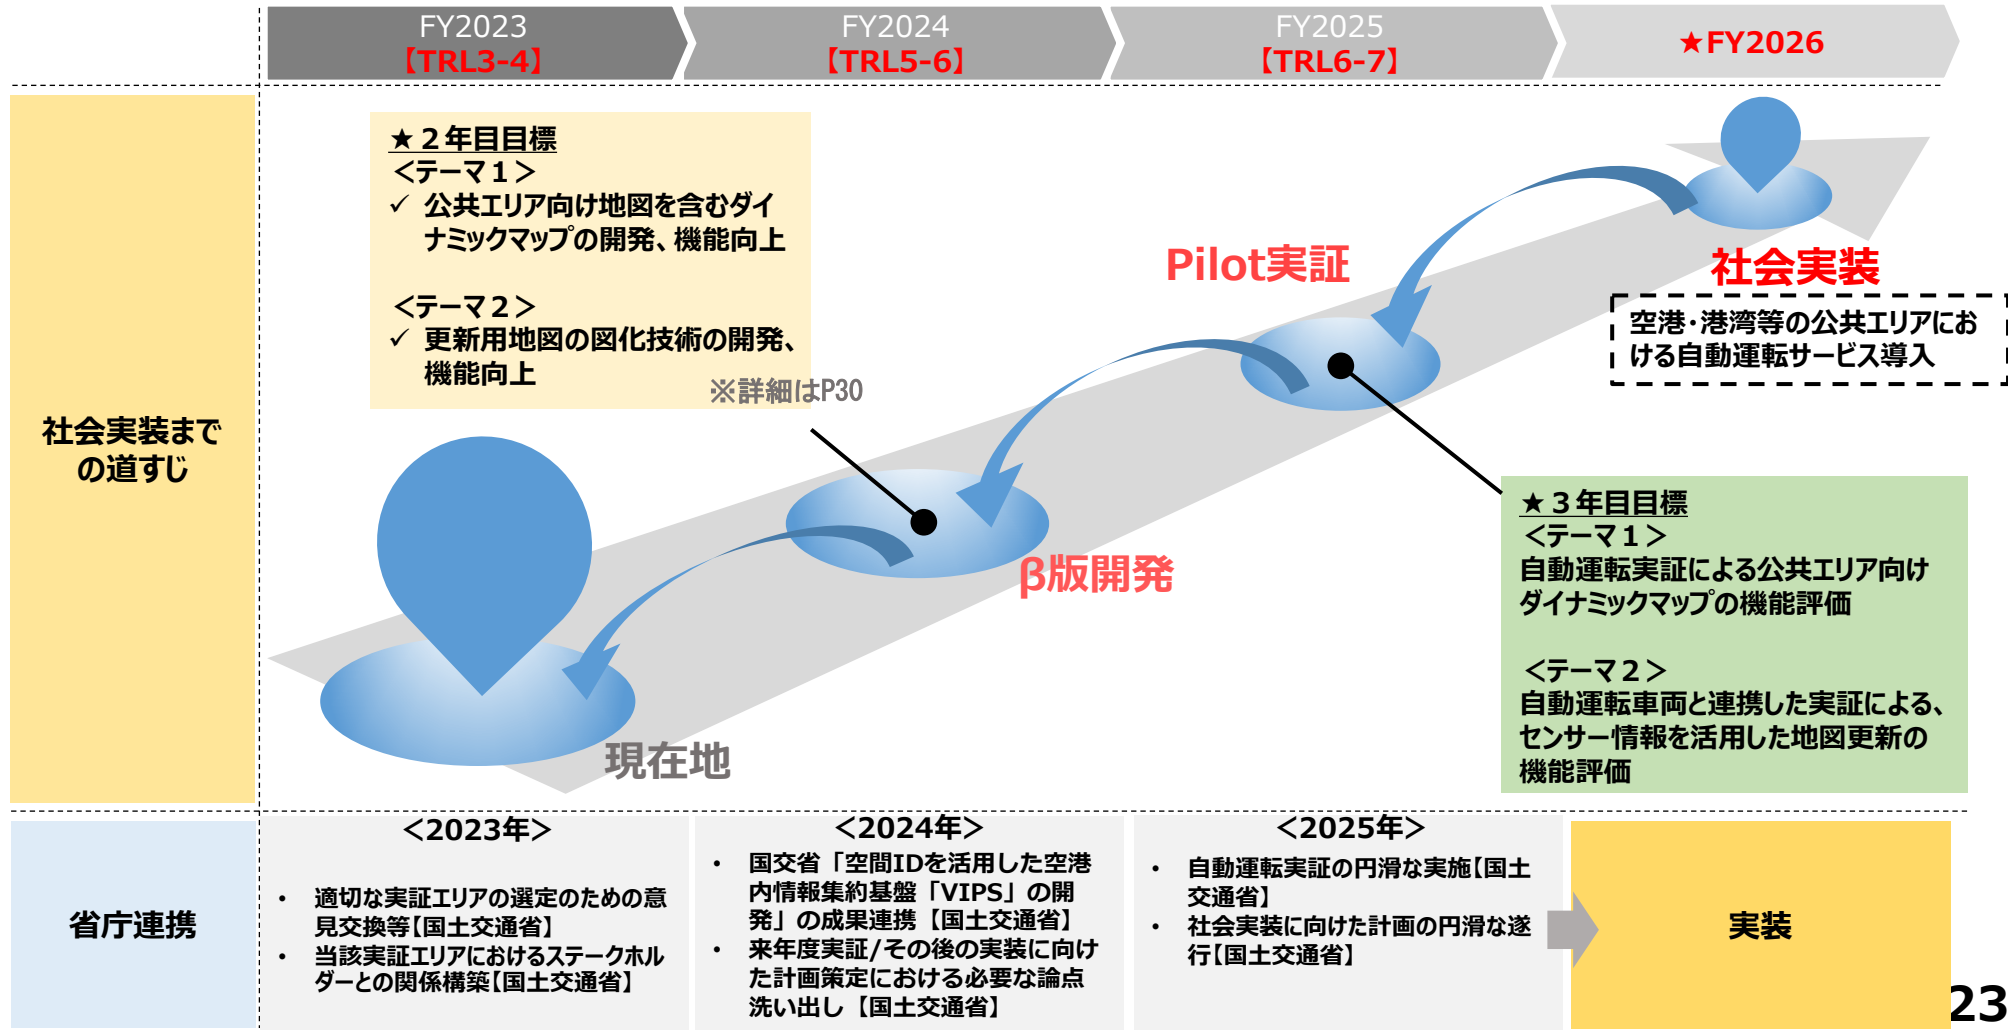 FY2023
【TRL3-4】
FY2024
【TRL5-6】
FY2025
【TRL6-7】
★FY2026
社会実装まで
の道すじ
★２年目目標
＜テーマ１＞
✓ 公共エリア向け地図を含むダイ
ナミックマップの開発、機能向上
＜テーマ２＞
✓ 更新用地図の図化技術の開発、
機能向上
※詳細はP30
Pilot実証
社会実装
空港・港湾等の公共エリアにお
ける自動運転サービス導入
β版開発
現在地
★３年目目標
＜テーマ１＞
自動運転実証による公共エリア向け
ダイナミックマップの機能評価
＜テーマ２＞
自動運転車両と連携した実証による、
センサー情報を活用した地図更新の
機能評価
省庁連携
＜2023年＞
• 適切な実証エリアの選定のための意
見交換等【国土交通省】
• 当該実証エリアにおけるステークホル
ダーとの関係構築【国土交通省】
＜2024年＞
• 国交省「空間IDを活用した空港
内情報集約基盤「VIPS」の開
発」の成果連携【国土交通省】
• 来年度実証/その後の実装に向け
た計画策定における必要な論点
洗い出し【国土交通省】
＜2025年＞
• 自動運転実証の円滑な実施【国土
交通省】
• 社会実装に向けた計画の円滑な遂
行【国土交通省】
実装
23